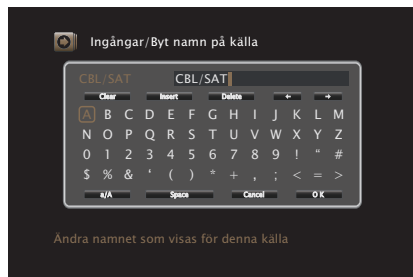 Ingångar/Byt namn på källa
CBL/SAT CBL/SAT
Clear Insert Delete ← →
A B C D E F G H I J K L M
N O P Q R S T U V W X Y Z
0 1 2 3 4 5 6 7 8 9 ! “ #
$ % & ‘ ( ) * + , ; < = >
a/A Space Cancel OK
Ändra namnet som visas för denna källa